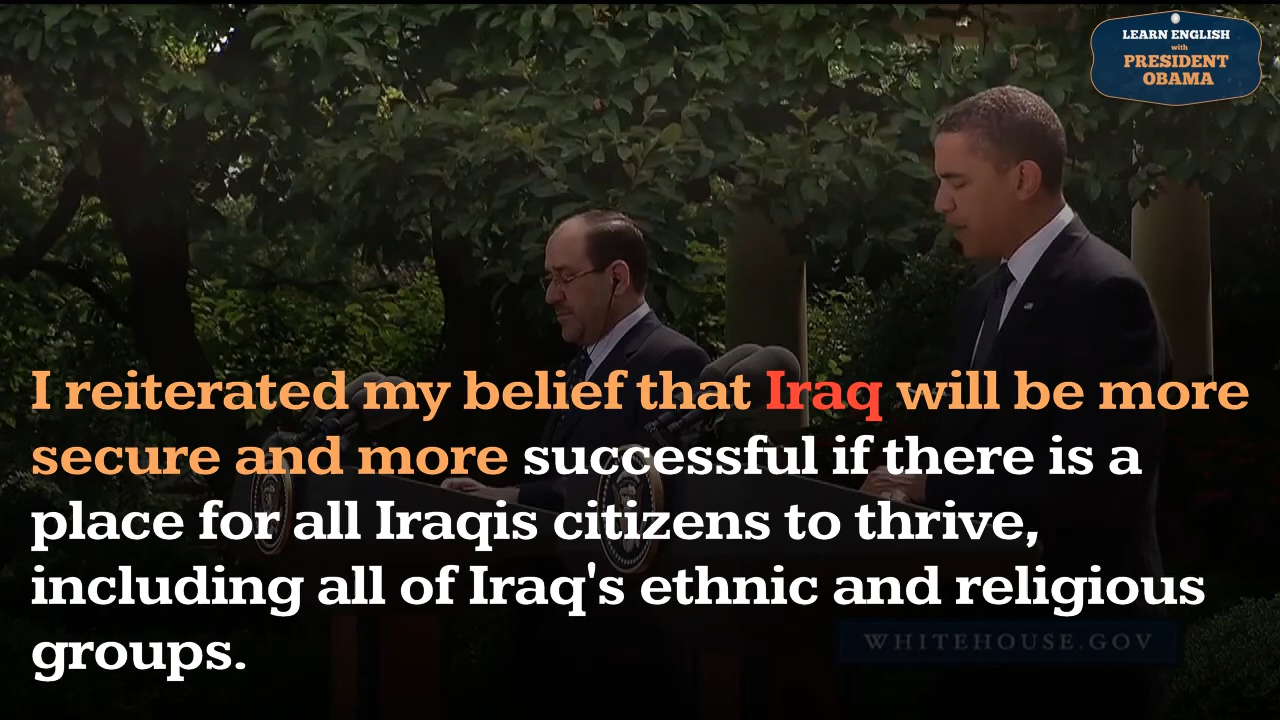 LEARN ENGLISH
with
PRESIDENT
OBAMA
I reiterated my belief that Iraq will be more
secure and more successful if there is a
place for all Iraqis citizens to thrive,
including all of Iraq's ethnic and religious
groups.
WHITEHOUSE.GOV